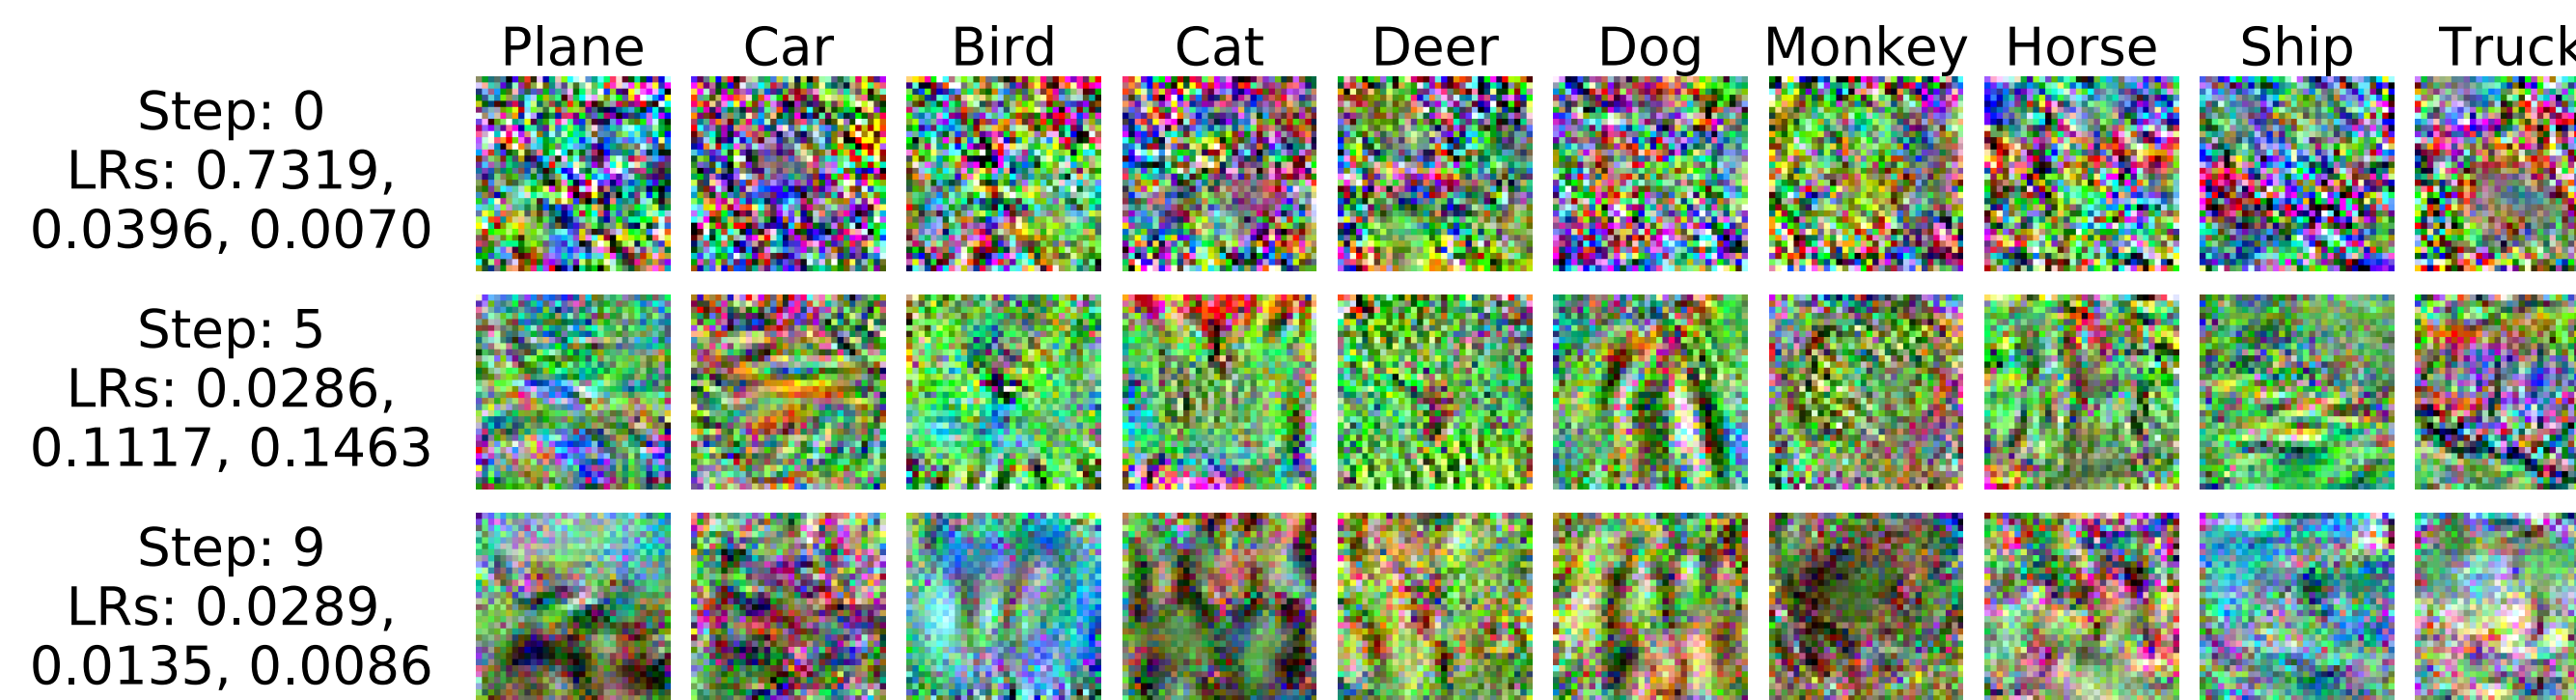 Plane Car Bird Cat Deer Dog Monkey Horse Ship Truck
Step: 0
LRs: 0.7319,
0.0396, 0.0070
Step: 5
LRs: 0.0286,
0.1117, 0.1463
Step: 9
LRs: 0.0289,
0.0135, 0.0086